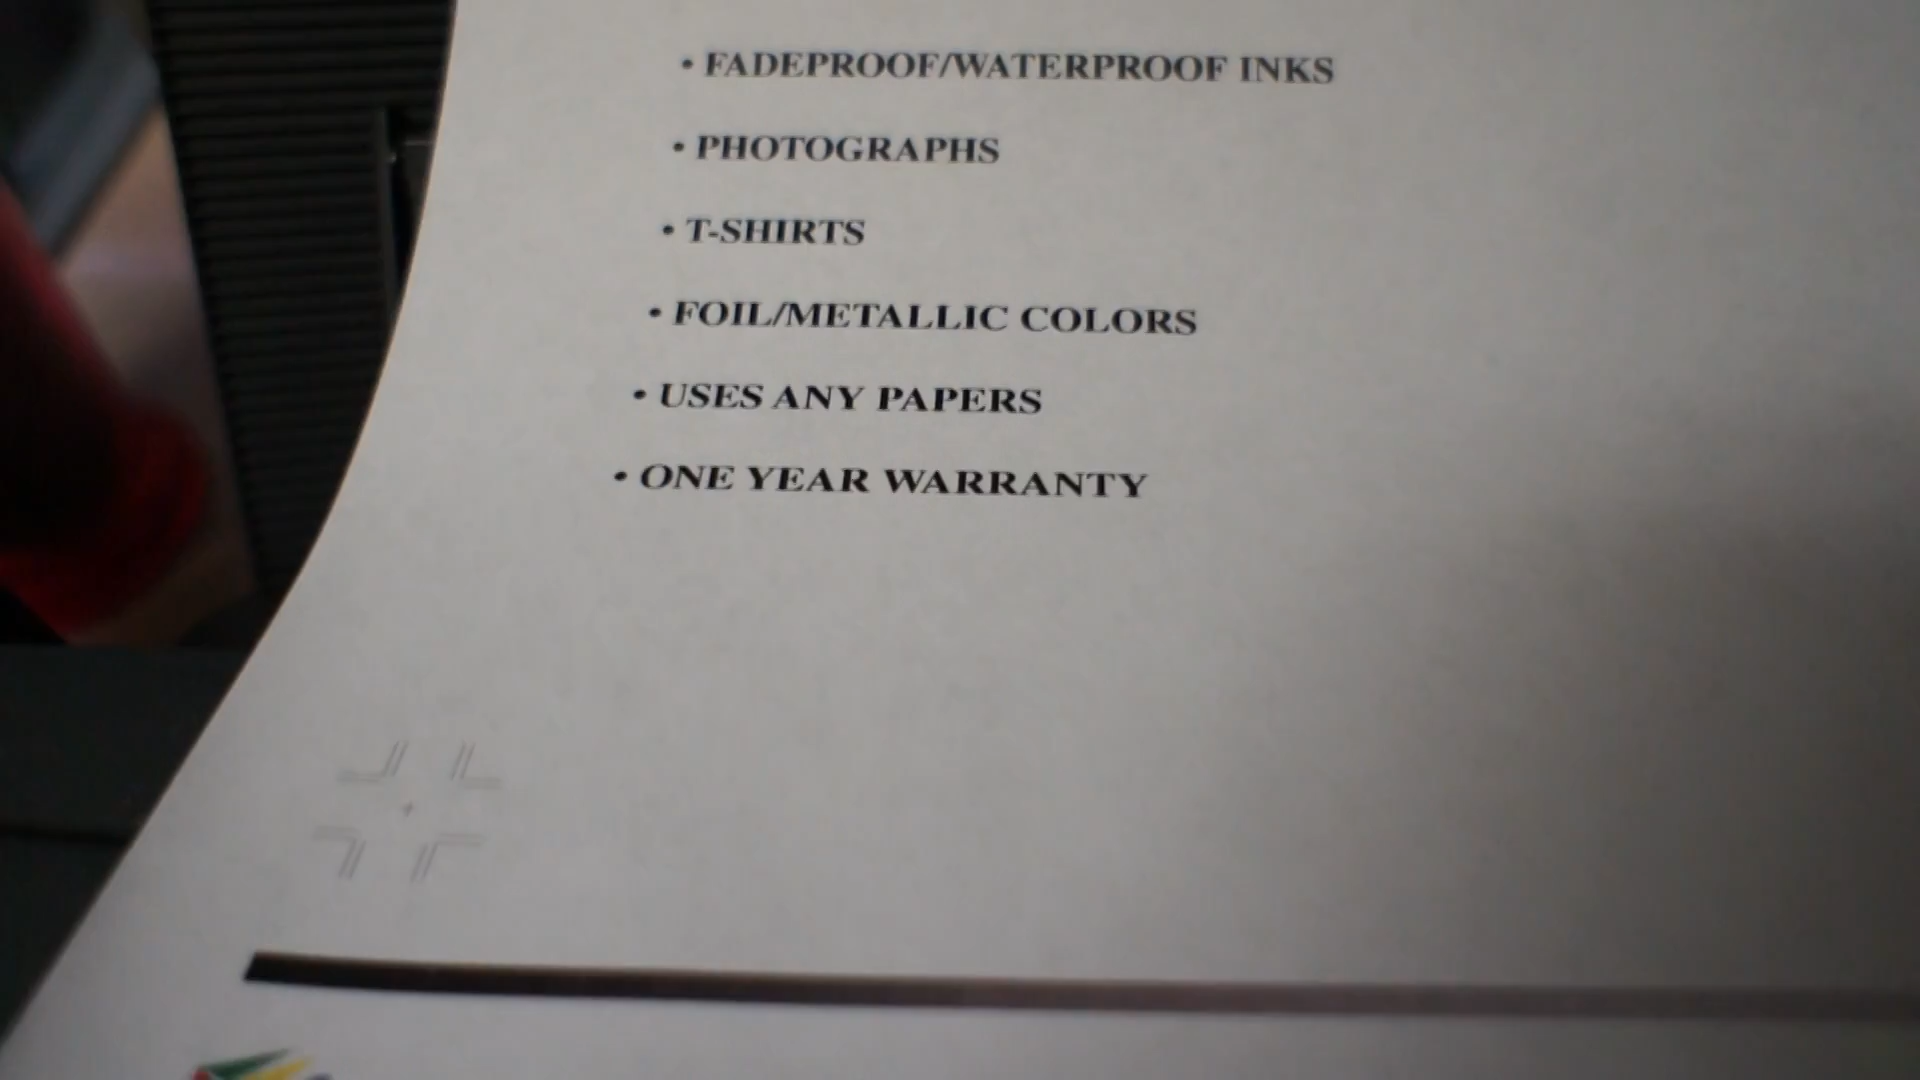 • FADEPROOF/WATERPROOF INKS
• PHOTOGRAPHS
• T-SHIRTS
• FOIL/METALLIC COLORS
• USES ANY PAPERS
• ONE YEAR WARRANTY